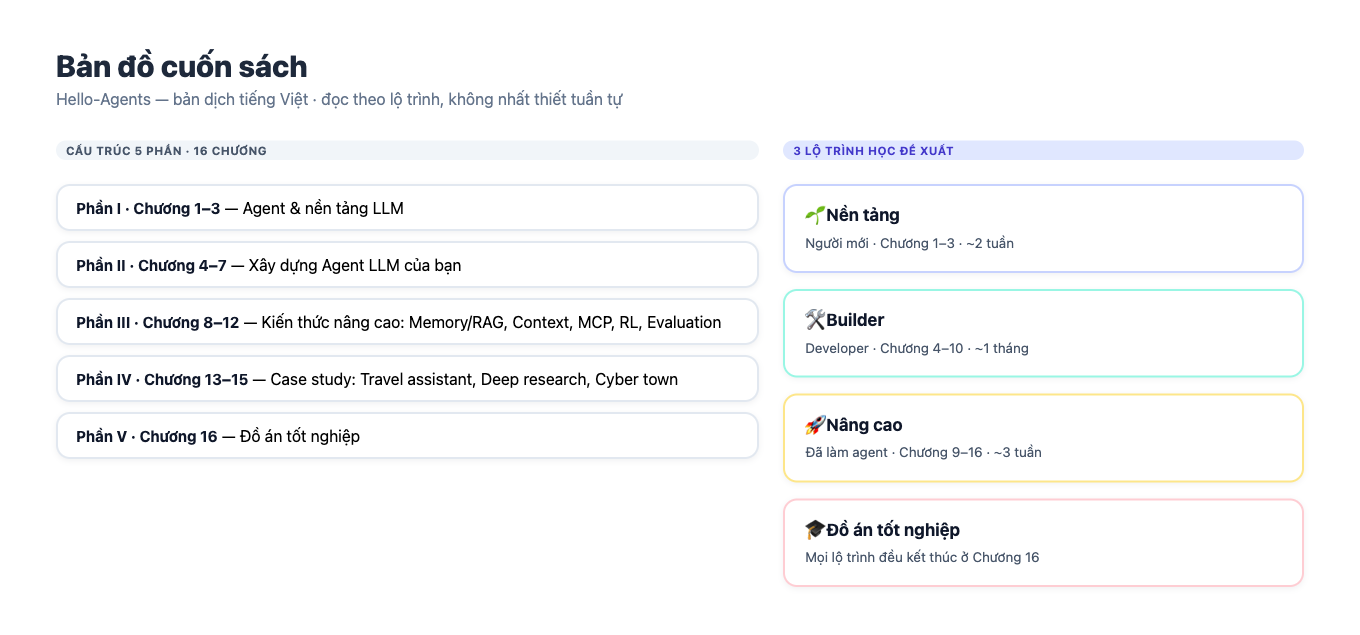 Bản đồ cuốn sách
Hello-Agents — bản dịch tiếng Việt · đọc theo lộ trình, không nhất thiết tuần tự
CẤU TRÚC 5 PHẦN · 16 CHƯƠNG
Phần I · Chương 1–3 — Agent & nền tảng LLM
Phần II · Chương 4–7 — Xây dựng Agent LLM của bạn
Phần III · Chương 8–12 — Kiến thức nâng cao: Memory/RAG, Context, MCP, RL, Evaluation
Phần IV · Chương 13–15 — Case study: Travel assistant, Deep research, Cyber town
Phần V · Chương 16 — Đồ án tốt nghiệp
3 LỘ TRÌNH HỌC ĐỀ XUẤT
🌱Nền tảng
Người mới · Chương 1–3 · ~2 tuần
🛠️Builder
Developer · Chương 4–10 · ~1 tháng
🚀Nâng cao
Đã làm agent · Chương 9–16 · ~3 tuần
🎓Đồ án tốt nghiệp
Mọi lộ trình đều kết thúc ở Chương 16